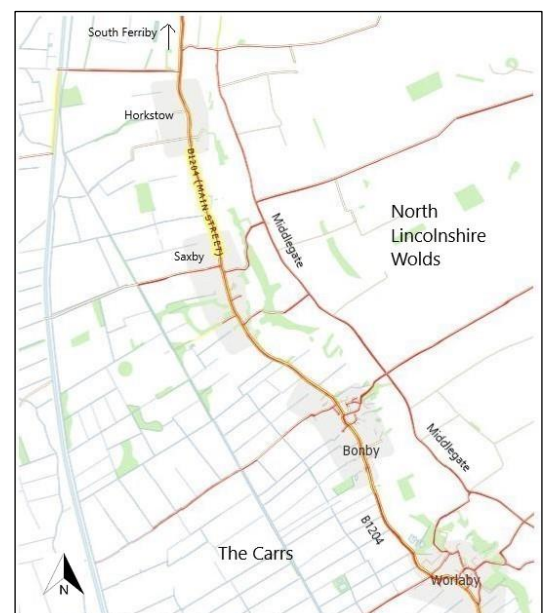 South Ferriby
Horkstow
B1204 (MAIN STREET)
Middlegate
North
Lincolnshire
Wolds
Saxby
Middlegate
Bonby
B1204
The Carrs
Worlaby
N